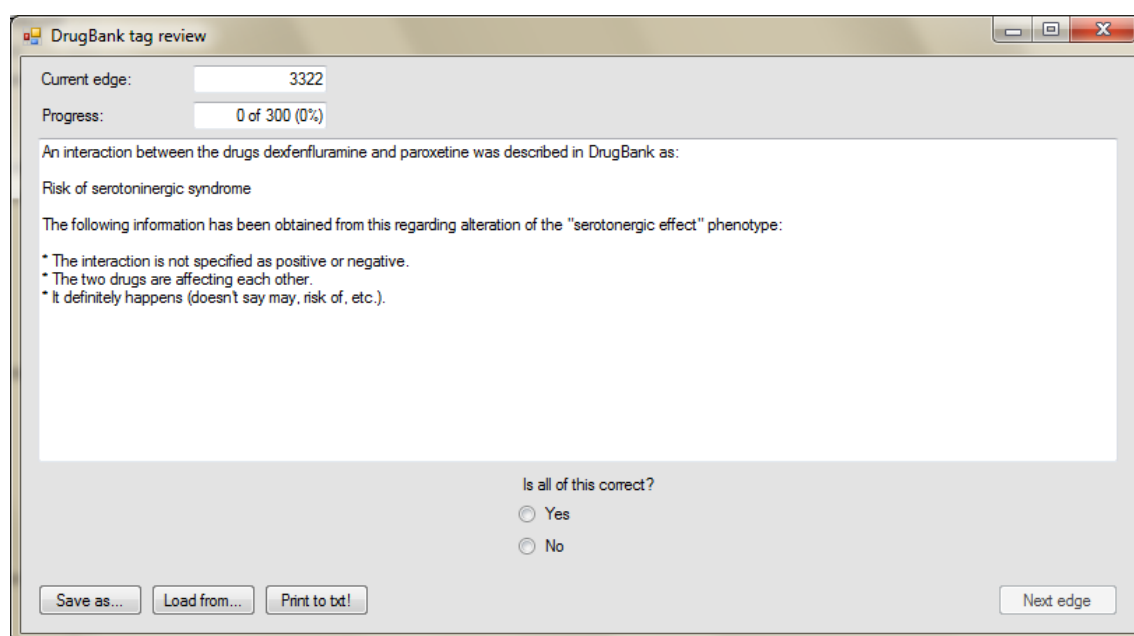 DrugBank tag review
Current edge: 3322
Progress: 0 of 300 (0%)
An interaction between the drugs dexfenfluramine and paroxetine was described in DrugBank as:
Risk of serotoninergic syndrome
The following information has been obtained from this regarding alteration of the "serotonergic effect" phenotype:
* The interaction is not specified as positive or negative.
* The two drugs are affecting each other.
* It definitely happens (doesn't say may, risk of, etc.).
Is all of this correct?
Yes
No
Save as... Load from... Print to txt! Next edge